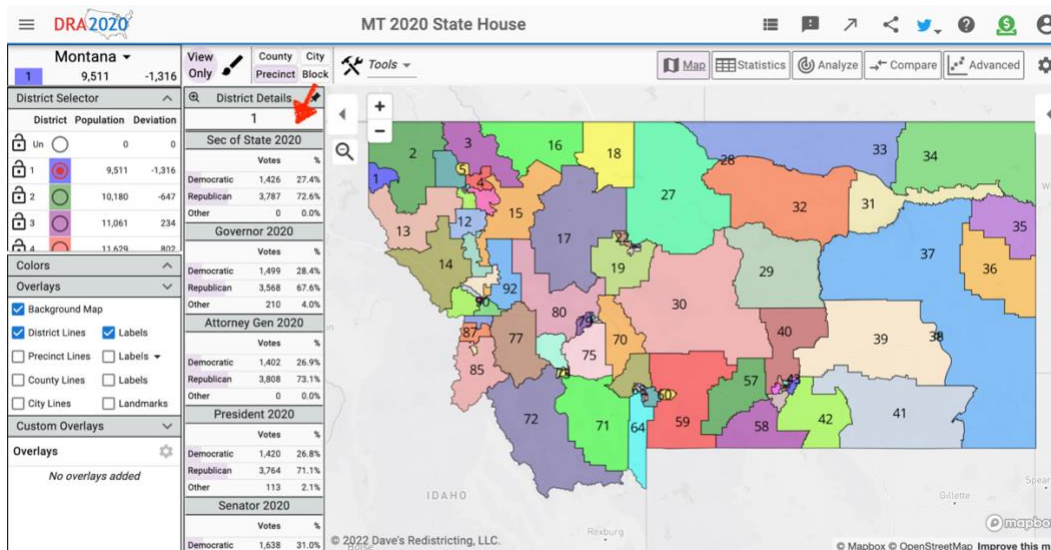 DRA2020
MT 2020 State House
Montana
1 9,511 -1,316
View Only
County City
Precinct Block
Tools
Map
Statistics
Analyze
Compare
Advanced
District Selector
District Population Deviation
Un 0 0
1 9,511 -1,316
2 10,180 -647
3 11,061 234
4 11,629 802
Colors
Overlays
Background Map
District Lines Labels
Precinct Lines Labels
County Lines Labels
City Lines Landmarks
Custom Overlays
Overlays
No overlays added
District Details
1
Sec of State 2020
Votes %
Democratic 1,426 27.4%
Republican 3,787 72.6%
Other 0 0.0%
Governor 2020
Votes %
Democratic 1,499 28.4%
Republican 3,568 67.6%
Other 210 4.0%
Attorney Gen 2020
Votes %
Democratic 1,402 26.9%
Republican 3,808 73.1%
Other 0 0.0%
President 2020
Votes %
Democratic 1,420 26.8%
Republican 3,764 71.1%
Other 113 2.1%
Senator 2020
Votes %
Democratic 1,638 31.0%
+
−
1 2 3 16 18 28 33 34
5 4 27 32 31 35
13 12 15 17 22 37
14 92 19 29 36
90 80 30
87 77 79 75 70 40 39 38
85 57 43
72 71 64 60 59 58 42 41
IDAHO
Gillette
Rexburg
© 2022 Dave's Redistricting, LLC.
mapbox
© Mapbox © OpenStreetMap Improve this m